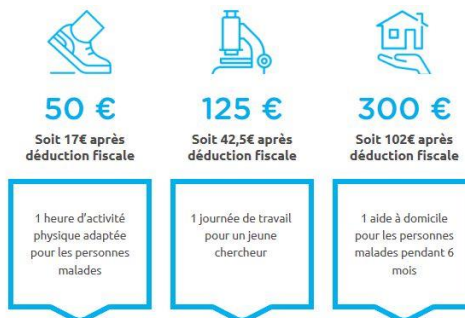 50 €
Soit 17€ après
déduction fiscale
1 heure d'activité
physique adaptée
pour les personnes
malades
125 €
Soit 42,5€ après
déduction fiscale
1 journée de travail
pour un jeune
chercheur
300 €
Soit 102€ après
déduction fiscale
1 aide à domicile
pour les personnes
malades pendant 6
mois